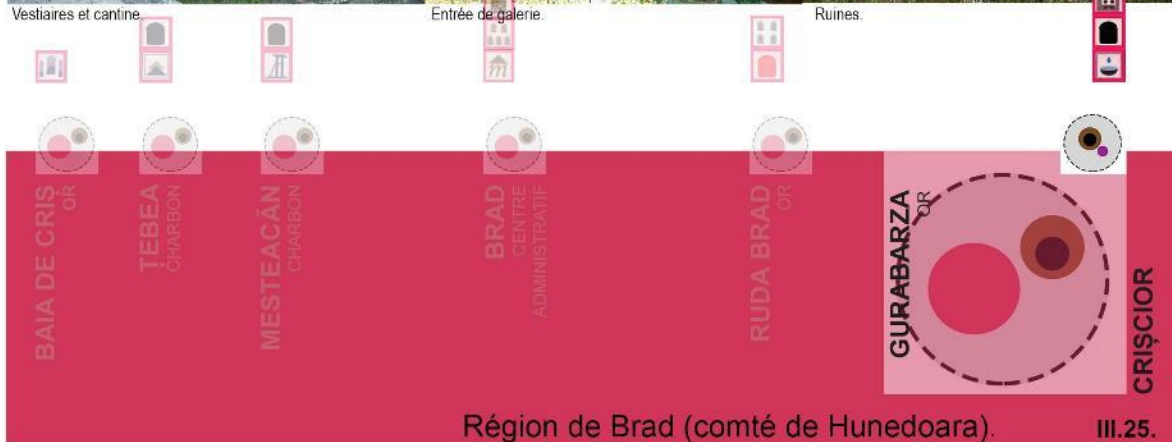 Vestiaires et cantine.
Entrée de galerie.
Ruines.
BAIA DE CRIȘ
OR
ȚEBEA
CHARBON
MESTEACĂN
CHARBON
BRAD
CENTRE
ADMINISTRATIF
RUDA BRAD
OR
GURABARZA
OR
CRIȘCIOR
Région de Brad (comté de Hunedoara).
III.25.